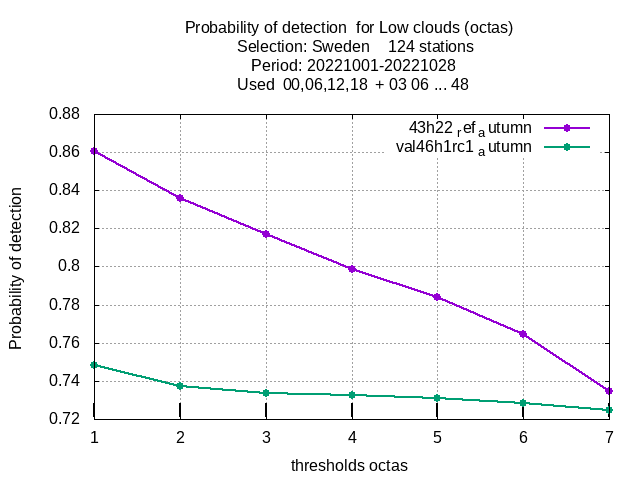 Probability of detection  for Low clouds (octas)
Selection: Sweden    124 stations
Period: 20221001-20221028
Used  00,06,12,18  + 03 06 ... 48
0.88
0.86
0.84
0.82
0.8
0.78
0.76
0.74
0.72
Probability of detection
43h22 ref a utumn
val46h1rc1 a utumn
1 2 3 4 5 6 7
thresholds octas